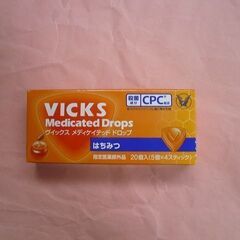 VICKS
Medicated Drops
ヴイックス メディケイテッド ドロップ
殺菌成分 CPC配合
はちみつ
指定医薬部外品
20個入(5個×4スティック)